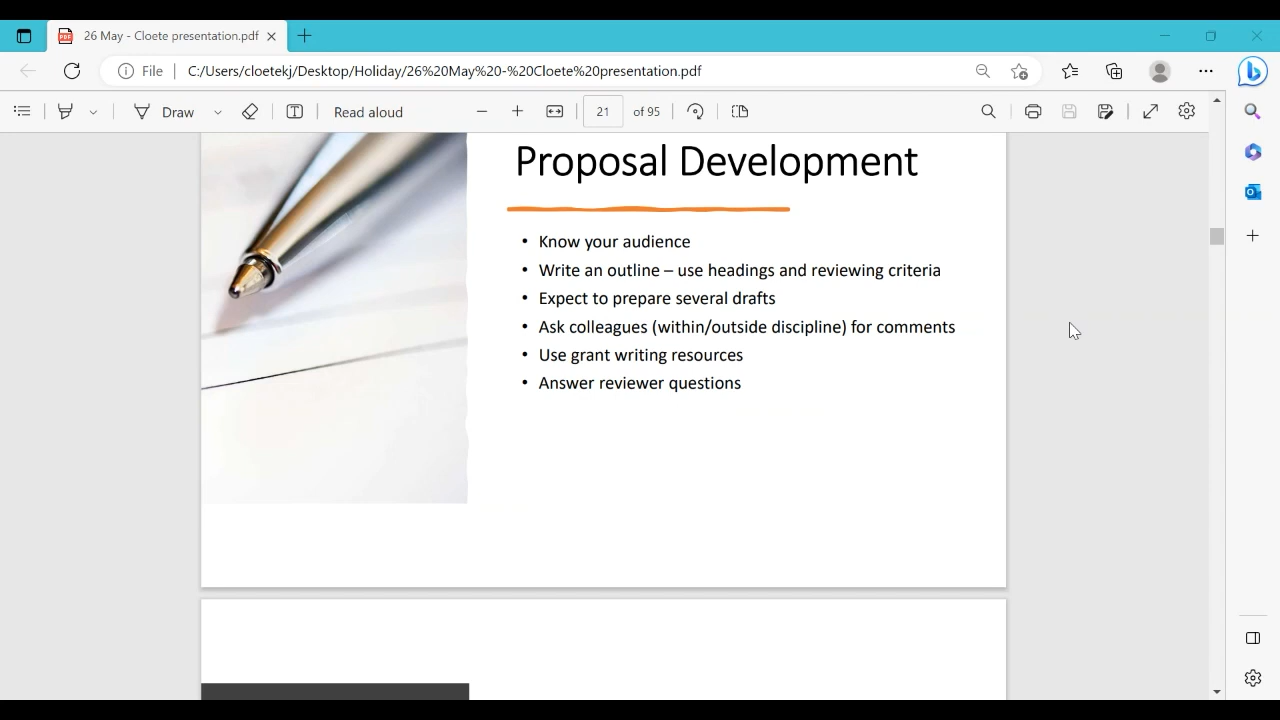 26 May - Cloete presentation.pdf
File
C:/Users/cloetekj/Desktop/Holiday/26%20May%20-%20Cloete%20presentation.pdf
Draw
Read aloud
21 of 95
Proposal Development
• Know your audience
• Write an outline – use headings and reviewing criteria
• Expect to prepare several drafts
• Ask colleagues (within/outside discipline) for comments
• Use grant writing resources
• Answer reviewer questions